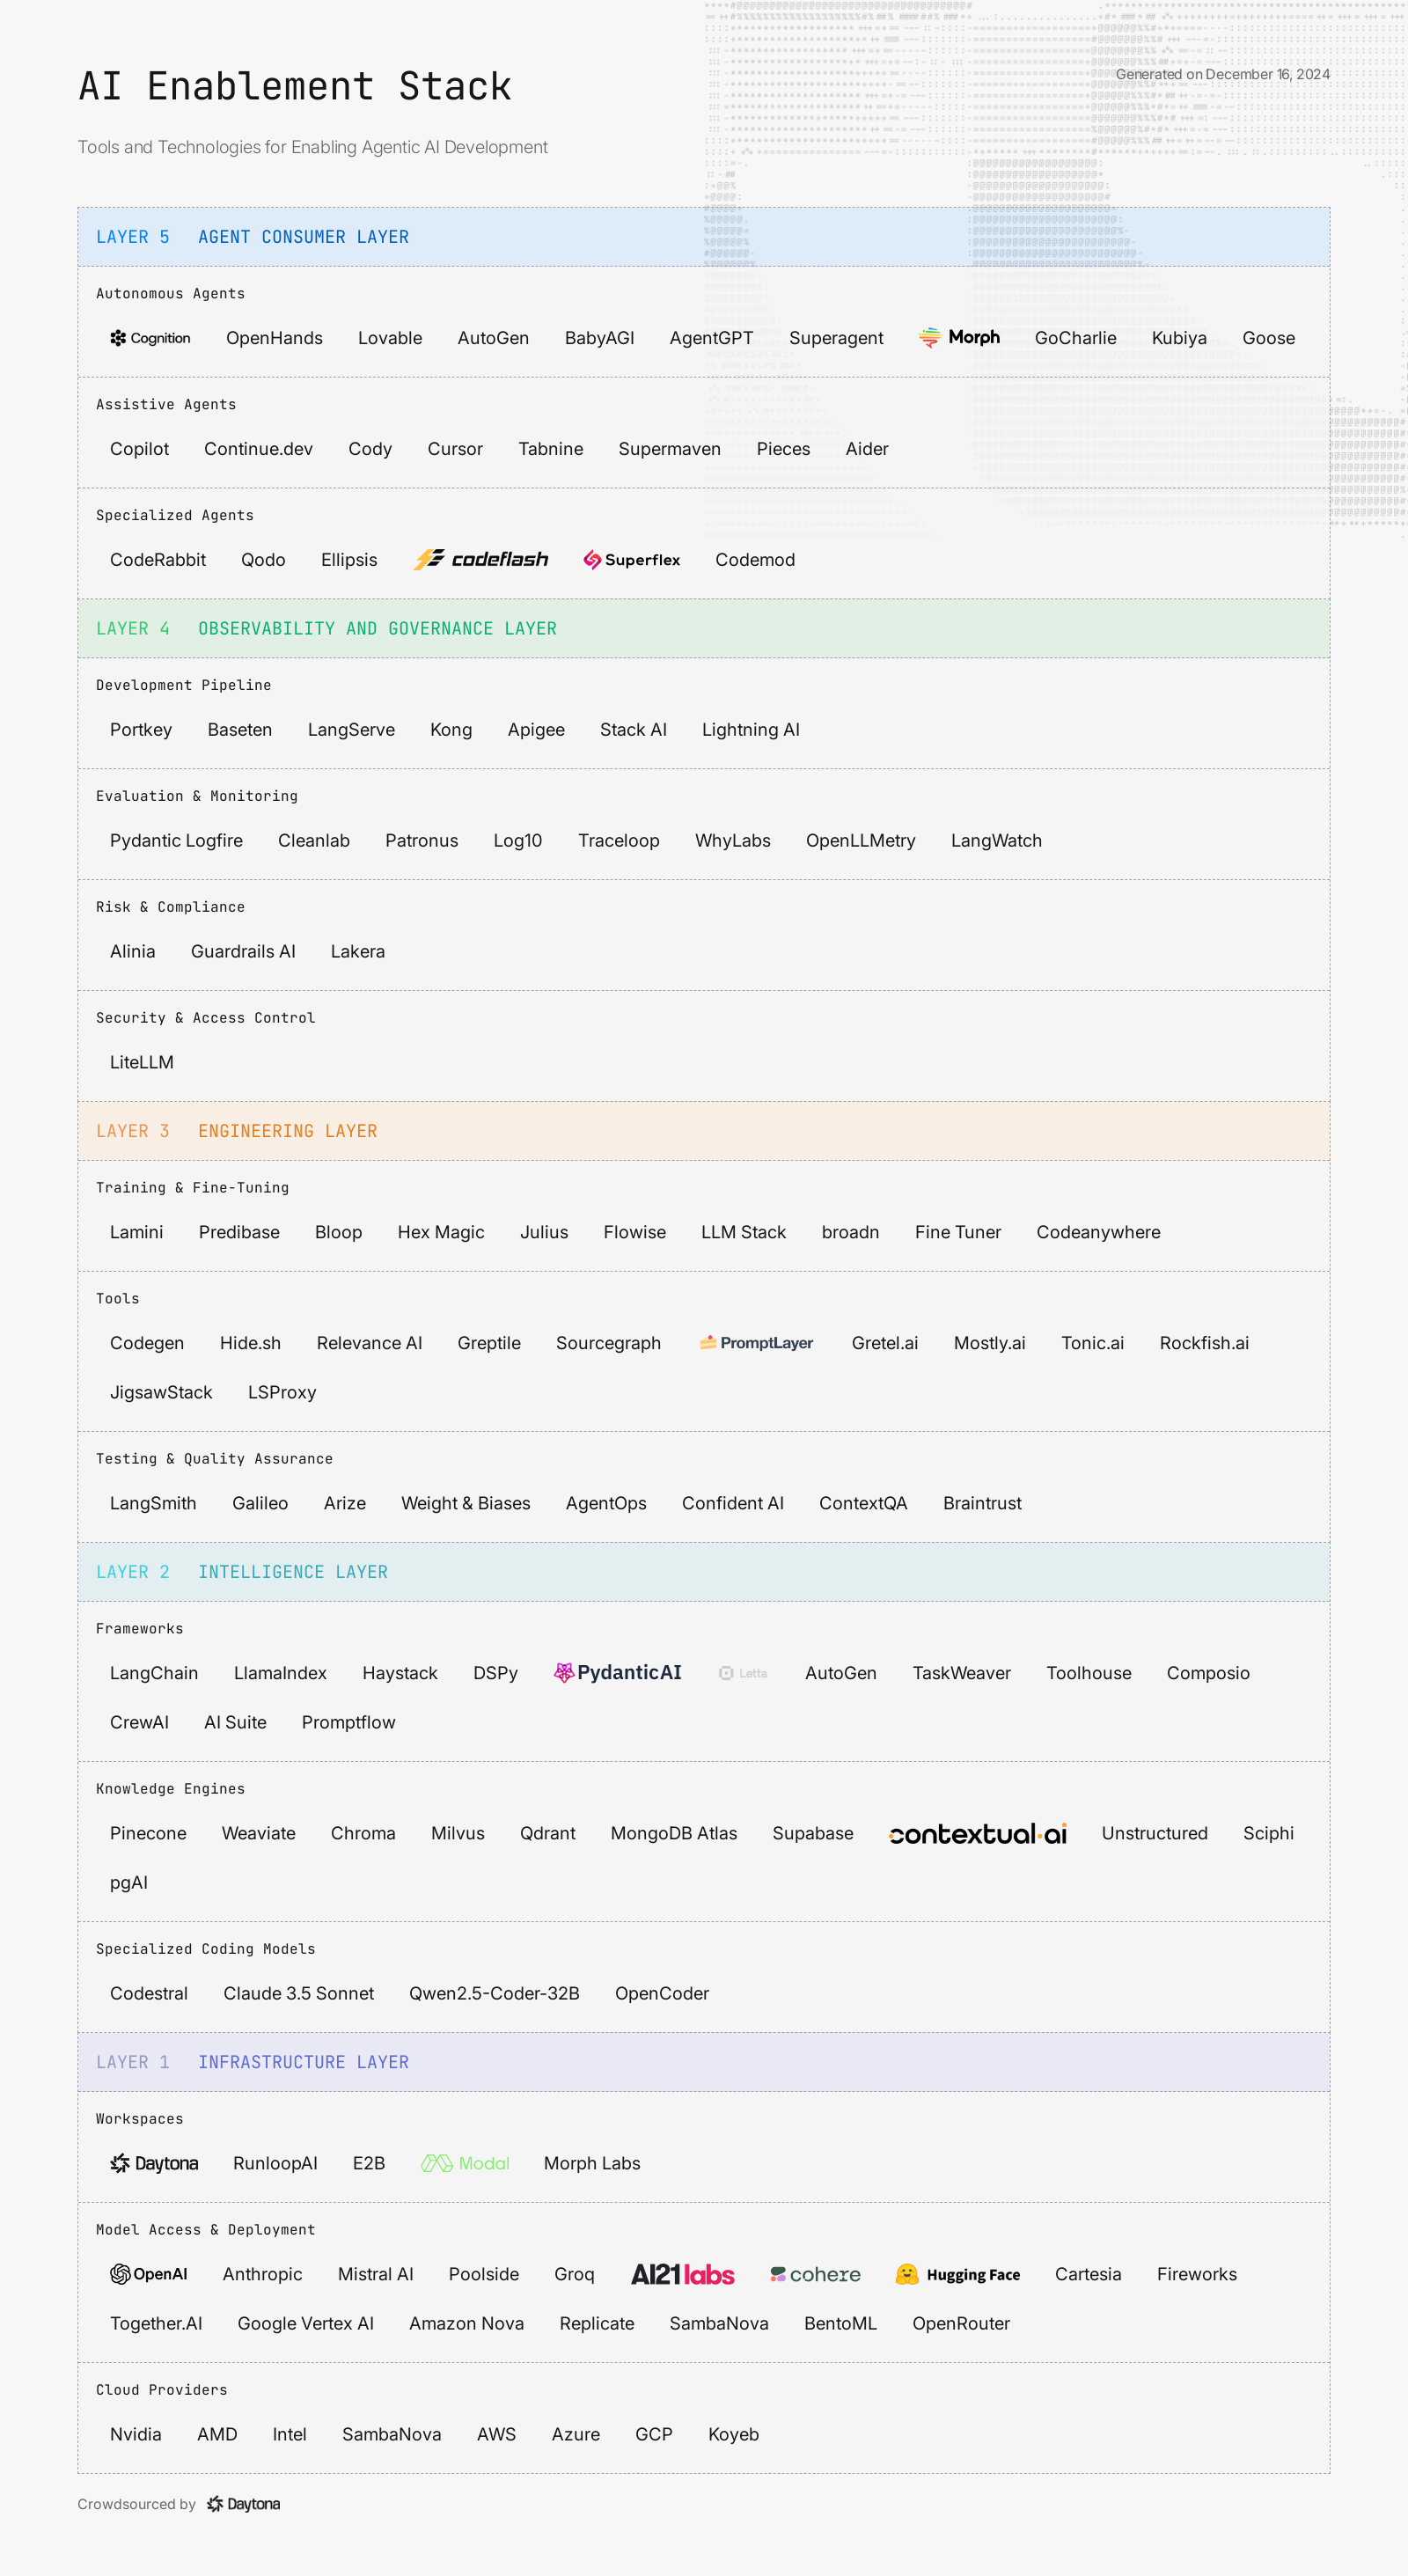 AI Enablement Stack
Generated on December 16, 2024
Tools and Technologies for Enabling Agentic AI Development
LAYER 5 AGENT CONSUMER LAYER
Autonomous Agents
Cognition OpenHands Lovable AutoGen BabyAGI AgentGPT Superagent Morph GoCharlie Kubiya Goose
Assistive Agents
Copilot Continue.dev Cody Cursor Tabnine Supermaven Pieces Aider
Specialized Agents
CodeRabbit Qodo Ellipsis codeflash Superflex Codemod
LAYER 4 OBSERVABILITY AND GOVERNANCE LAYER
Development Pipeline
Portkey Baseten LangServe Kong Apigee Stack AI Lightning AI
Evaluation & Monitoring
Pydantic Logfire Cleanlab Patronus Log10 Traceloop WhyLabs OpenLLMetry LangWatch
Risk & Compliance
Alinia Guardrails AI Lakera
Security & Access Control
LiteLLM
LAYER 3 ENGINEERING LAYER
Training & Fine-Tuning
Lamini Predibase Bloop Hex Magic Julius Flowise LLM Stack broadn Fine Tuner Codeanywhere
Tools
Codegen Hide.sh Relevance AI Greptile Sourcegraph PromptLayer Gretel.ai Mostly.ai Tonic.ai Rockfish.ai
JigsawStack LSProxy
Testing & Quality Assurance
LangSmith Galileo Arize Weight & Biases AgentOps Confident AI ContextQA Braintrust
LAYER 2 INTELLIGENCE LAYER
Frameworks
LangChain LlamaIndex Haystack DSPy PydanticAI Letta AutoGen TaskWeaver Toolhouse Composio
CrewAI AI Suite Promptflow
Knowledge Engines
Pinecone Weaviate Chroma Milvus Qdrant MongoDB Atlas Supabase contextual.ai Unstructured Sciphi
pgAI
Specialized Coding Models
Codestral Claude 3.5 Sonnet Qwen2.5-Coder-32B OpenCoder
LAYER 1 INFRASTRUCTURE LAYER
Workspaces
Daytona RunloopAI E2B Modal Morph Labs
Model Access & Deployment
OpenAI Anthropic Mistral AI Poolside Groq AI21labs cohere Hugging Face Cartesia Fireworks
Together.AI Google Vertex AI Amazon Nova Replicate SambaNova BentoML OpenRouter
Cloud Providers
Nvidia AMD Intel SambaNova AWS Azure GCP Koyeb
Crowdsourced by Daytona